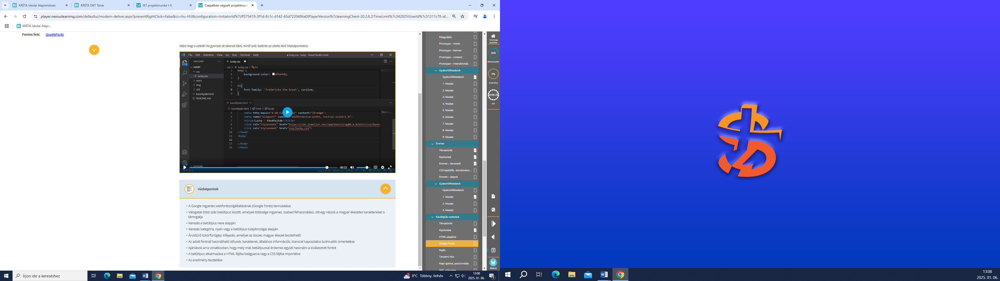 KRÉTA Iskolai Alaprendszer
KRÉTA DKT Tanár
IKT projektmunka I-II.
Csapatban végzett projektmun
player.nexiuslearning.com/defaultui/modern-deliver.aspx?preventRightClick=False&cc=hu-HU&configuration=InitiatorId%7cff375419-3f1d-8c1c-d142-65d7220486a0!PlayerVersion%7clearningClient-20.2.8.2!TimeLimit%7c342025!UserId%7c31311c78-af...
KRÉTA Iskolai Alapr...
Fontos link: GoogleFonts
Nézd meg a videót! Ha gyorsan át akarod látni, miről szól, kattints az alatta lévő Vázlatpontokra.
File Edit Selection View Go Run Terminal Help
● lucky.css - lucky - Visual Studio Code
EXPLORER
LUCKY
css
# lucky.css
docs
img
old
kavefajtak.html
README.md
OUTLINE
# lucky.css
css > # lucky.css > h1
3 body {
4 background-color: #fbefdb;
5 }
6
7 h1{
8 font-family: 'Fredericka the Great', cursive;
9 }
kavefajtak.html
kavefajtak.html > html > body
5 <meta http-equiv="X-UA-Co le" content="IE=edge">
6 <meta name="viewport" content="width=device-width, initial-scale=1.0">
7 <title>Lucky - Kávéfajták</title>
8 <link rel="stylesheet" href="https://cdn.jsdelivr.net/npm/bootstrap@4.6.0/dist/css/boots
9 <link rel="stylesheet" href="css/lucky.css">
10 </head>
11 <body>
12
13 </body>
14 </html>
-00:22
Vázlatpontok
• A Google ingyenes webfontszolgáltatásának (Google Fonts) bemutatása
• Válogatás több száz betűtípus között, amelyek többsége ingyenes, szabad felhasználású, sőt egy részük a magyar ékezetes karaktereket is
támogatja
• Keresés a betűtípus neve alapján
• Keresés kategória, nyelv vagy a betűtípus tulajdonságai alapján
• Árvíztűrő tükörfúrógép: kifejezés, amellyel az összes magyar ékezet tesztelhető
• Az adott fontnál használható stílusok, karakterek, általános információk, licenccel kapcsolatos tudnivalók ismertetése
• Ajánlások arra vonatkozóan, hogy mely más betűtípussal érdemes együtt használni a kiválasztott fontot
• A betűtípus alkalmazása a HTML-fájlba beágyazva vagy a CSS-fájlba importálva
• Az eredmény tesztelése
Képgyűjtés
Prototype – menü
Prototype – banner
Prototype – content
Prototype – interaktivitás
Gyakorlófeladatok
Gyakorlófeladatok
1. feladat
2. feladat
3. feladat
4. feladat
5. feladat
6. feladat
7. feladat
8. feladat
9. feladat
Emmet
Témakörök
Nyitóoldal
Emmet – bevezető
CSS-kijelölők, -kombinátor...
Emmet – alapok
Gyakorlófeladatok
Gyakorlófeladatok
1. feladat
2. feladat
3. feladat
Kávéfajták weboldal
Témakörök
Nyitóoldal
HTML-alapkód
Google Fonts
Fejléc
Tartalmi rész
Napi ajánlat, pozicionálás
Tananyag
bezárása
26%
Előrehaladás
0%
Eredmény
5698:25
Idő
Menü
Írjon ide a kereséshez
8°C Többny. felhős
13:08
2025. 01. 06.
13:08
2025. 01. 06.